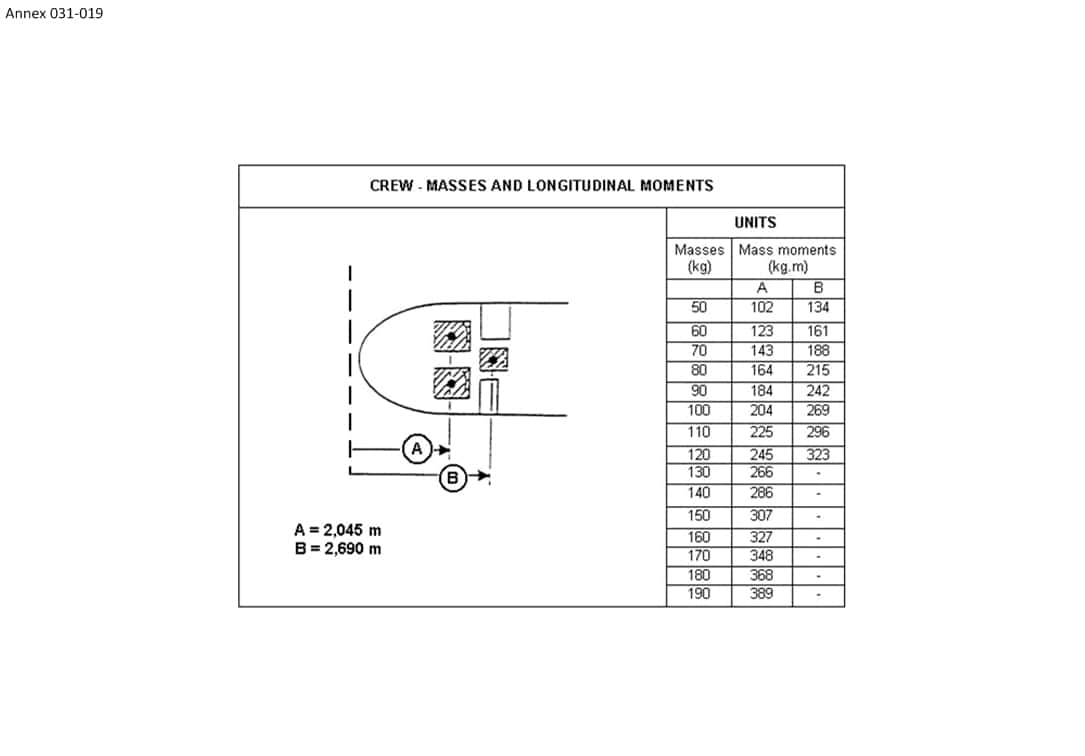 Annex 031-019
CREW - MASSES AND LONGITUDINAL MOMENTS
A
B
A = 2,045 m
B = 2,690 m
UNITS
Masses (kg) Mass moments (kg.m)
A B
50 102 134
60 123 161
70 143 188
80 164 215
90 184 242
100 204 269
110 225 296
120 245 323
130 266 -
140 286 -
150 307 -
160 327 -
170 348 -
180 368 -
190 389 -